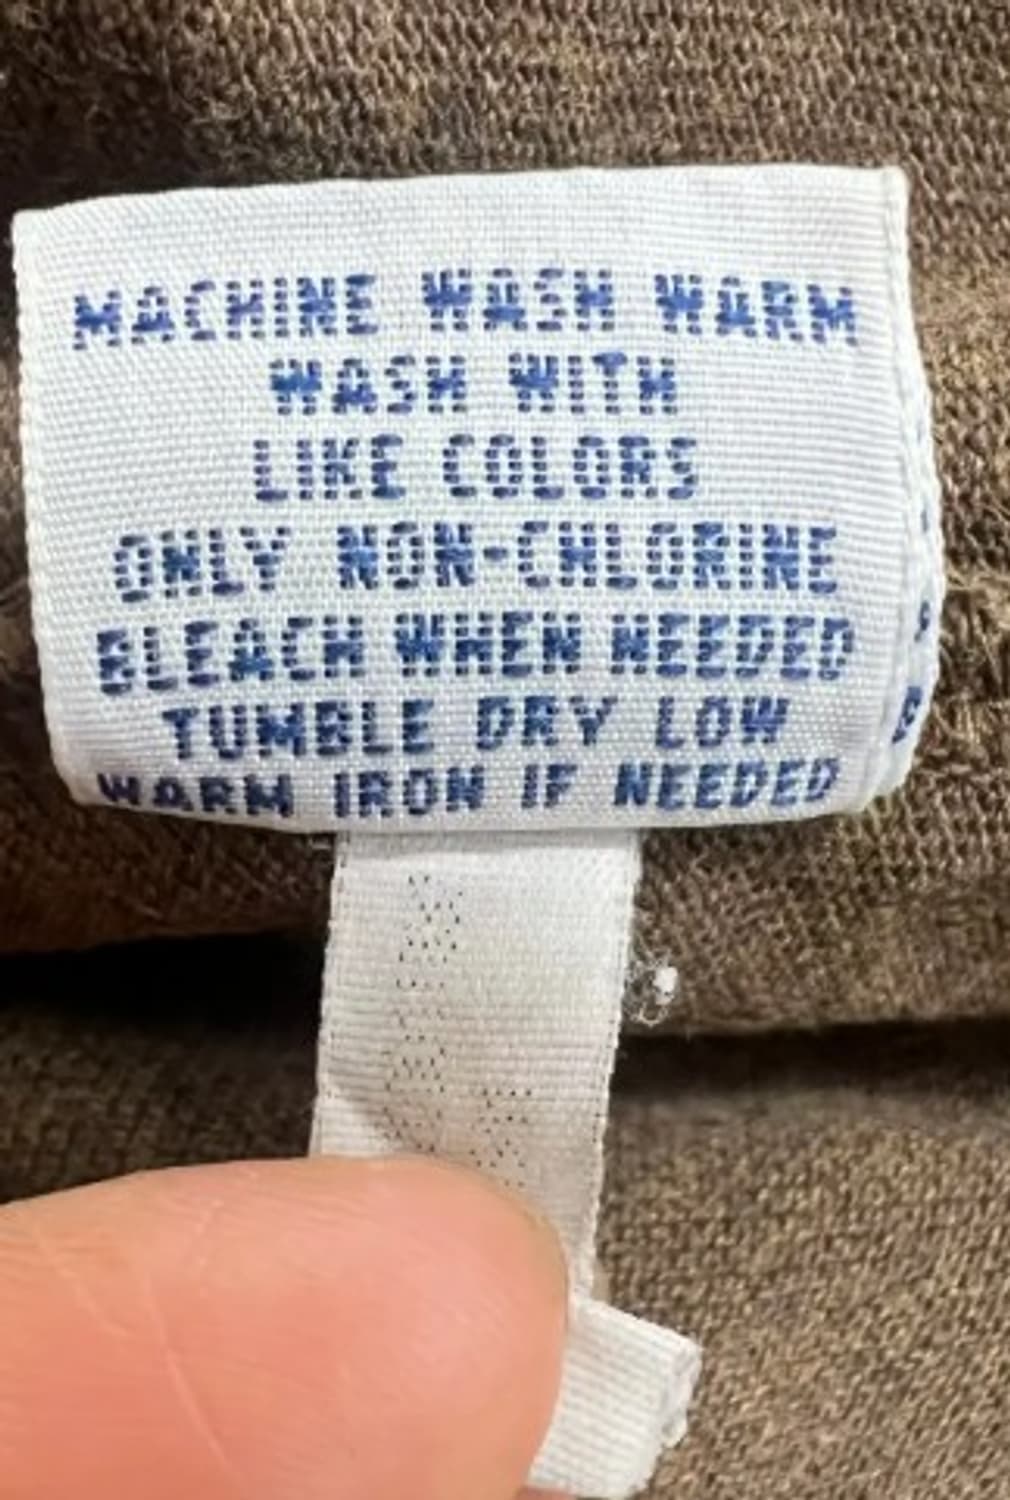 MACHINE WASH WARM
WASH WITH
LIKE COLORS
ONLY NON-CHLORINE
BLEACH WHEN NEEDED
TUMBLE DRY LOW
WARM IRON IF NEEDED